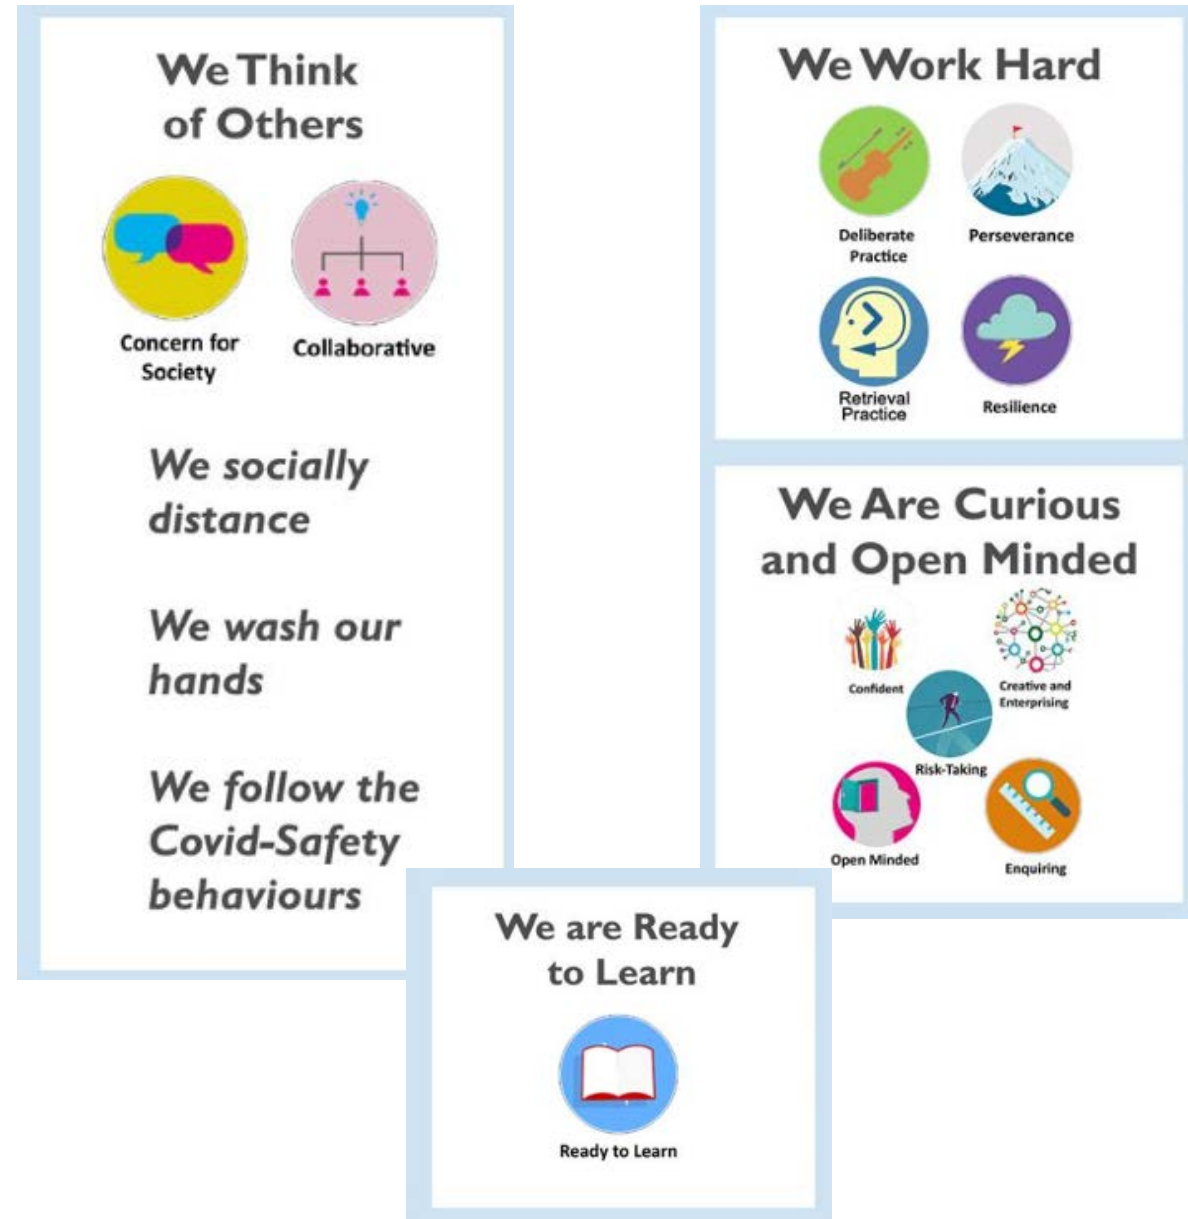 We Think
of Others
Concern for
Society
Collaborative
We socially
distance
We wash our
hands
We follow the
Covid-Safety
behaviours
We Work Hard
Deliberate
Practice
Perseverance
Retrieval
Practice
Resilience
We Are Curious
and Open Minded
Confident
Creative and
Enterprising
Risk-Taking
Open Minded
Enquiring
We are Ready
to Learn
Ready to Learn